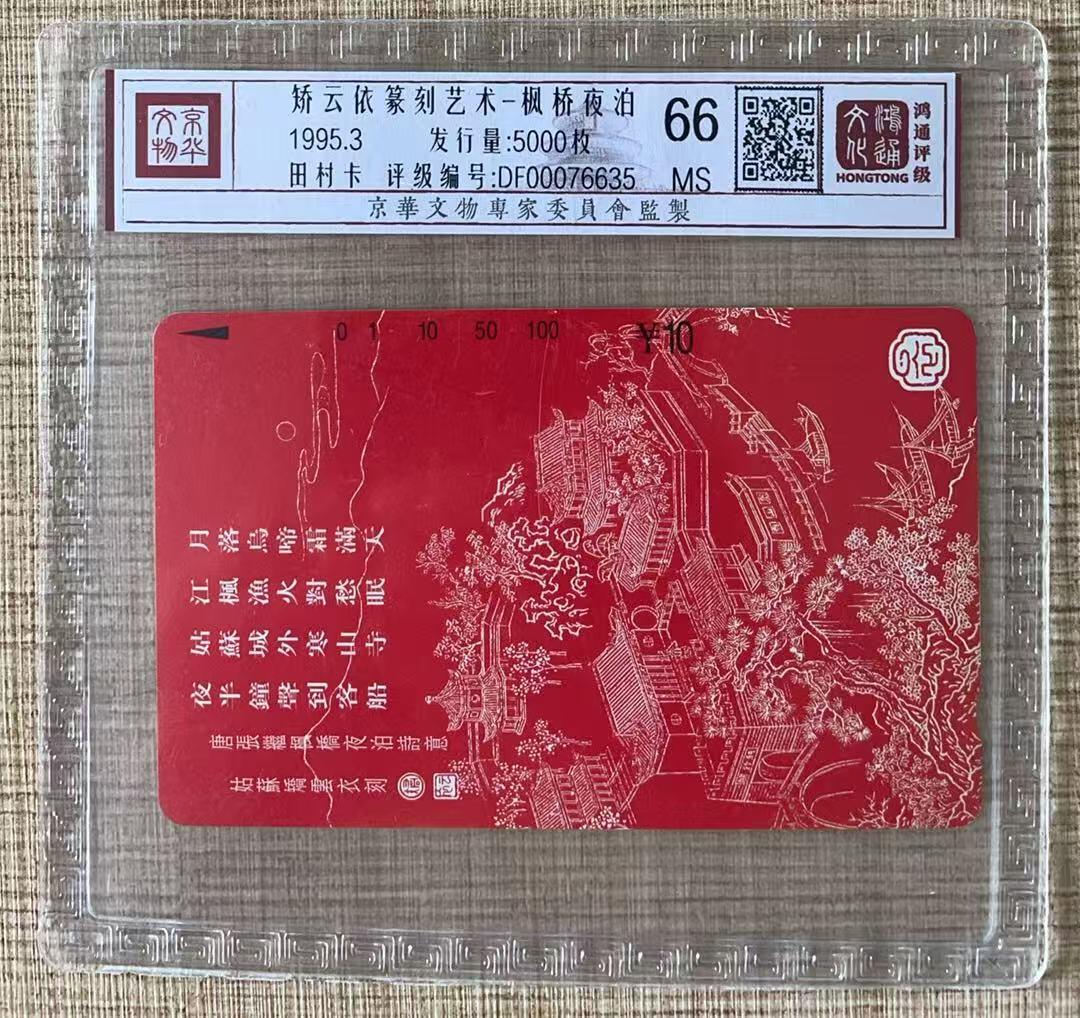 京華
文物
矫云依篆刻艺术-枫桥夜泊
1995.3 发行量:5000枚
田村卡 评级编号:DF00076635
66
MS
鸿通
文化
HONGTONG
鸿通评级
京華文物專家委員會監製
0 1 10 50 100 ¥10
月落烏啼霜滿天
江楓漁火對愁眠
姑蘇城外寒山寺
夜半鐘聲到客船
唐張繼楓橋夜泊詩意
姑蘇矯雲衣刻